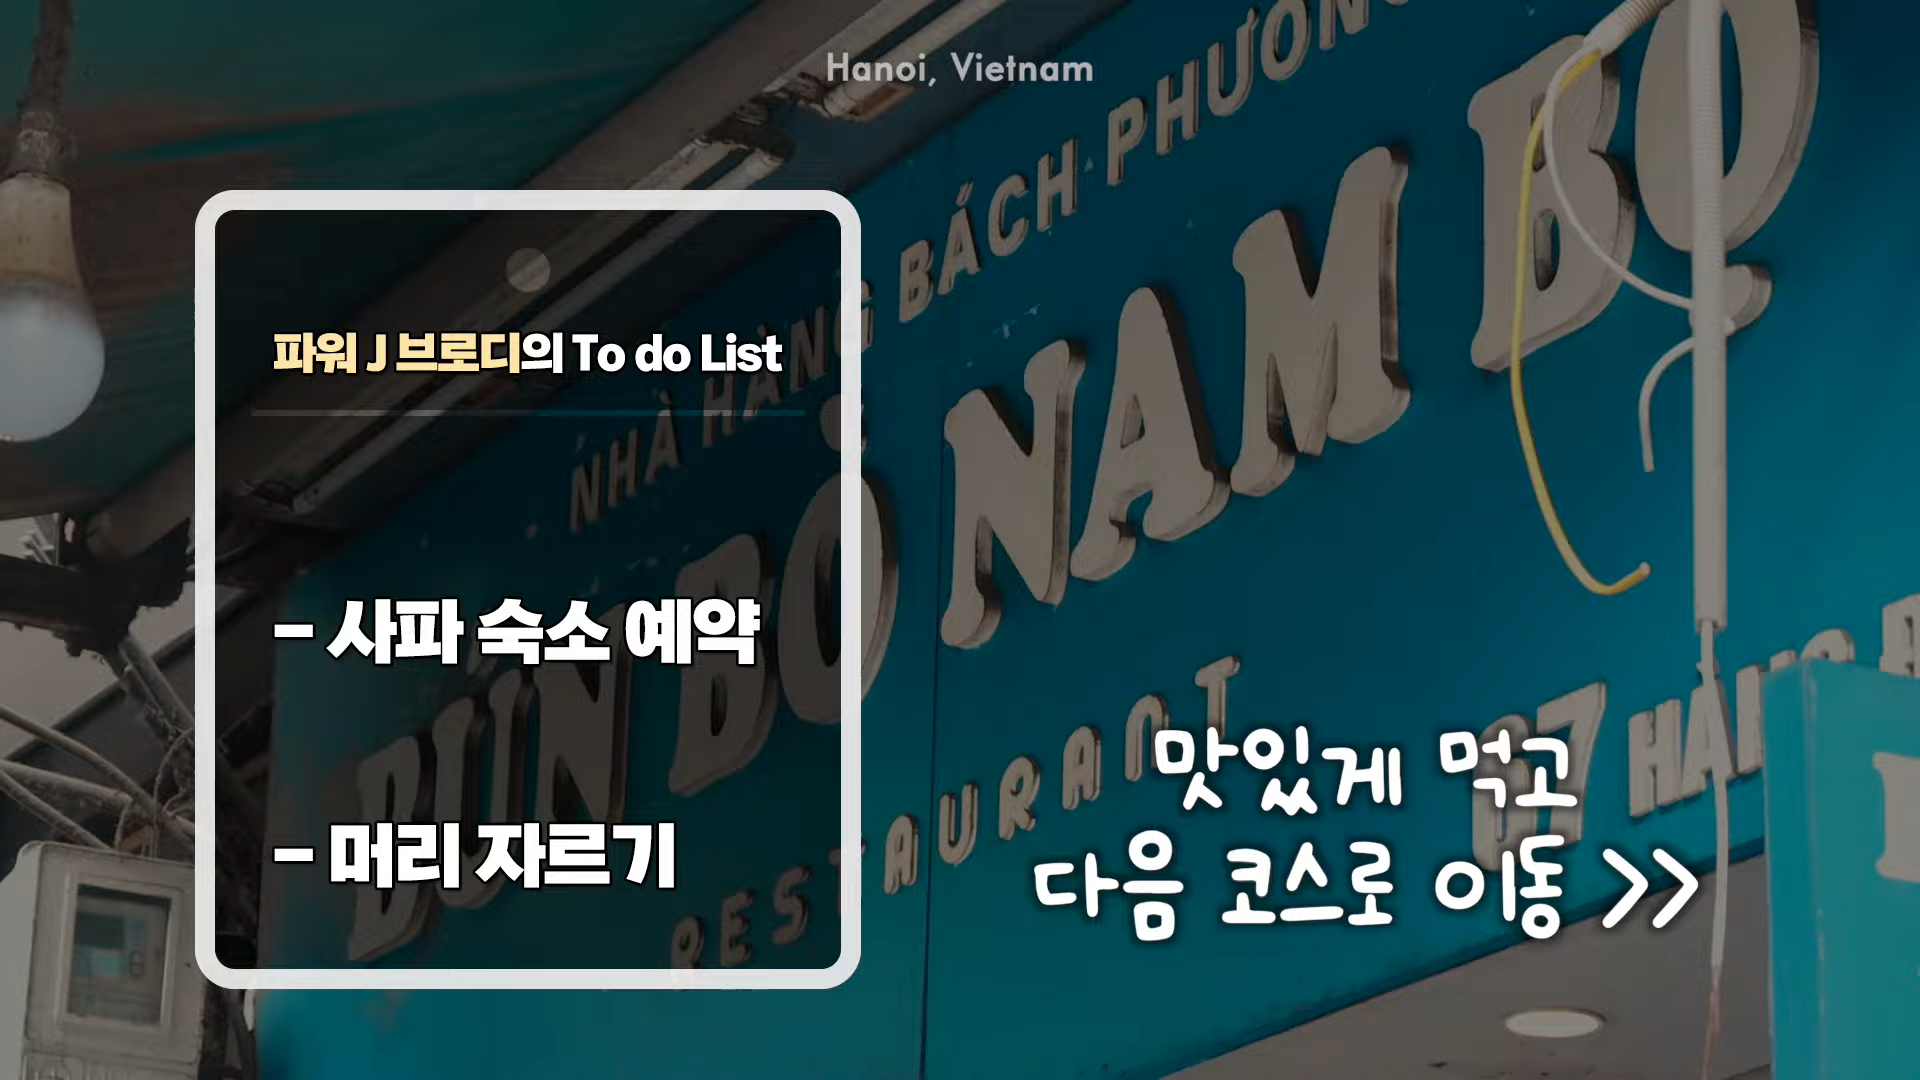 Hanoi, Vietnam
NHÀ HÀNG BÁCH PHƯƠNG
BÚN BÒ NAM BỘ
RESTAURANT
67 HÀN
파워 J 브로디의 To do List
- 사파 숙소 예약
- 머리 자르기
맛있게 먹고
다음 코스로 이동 >>